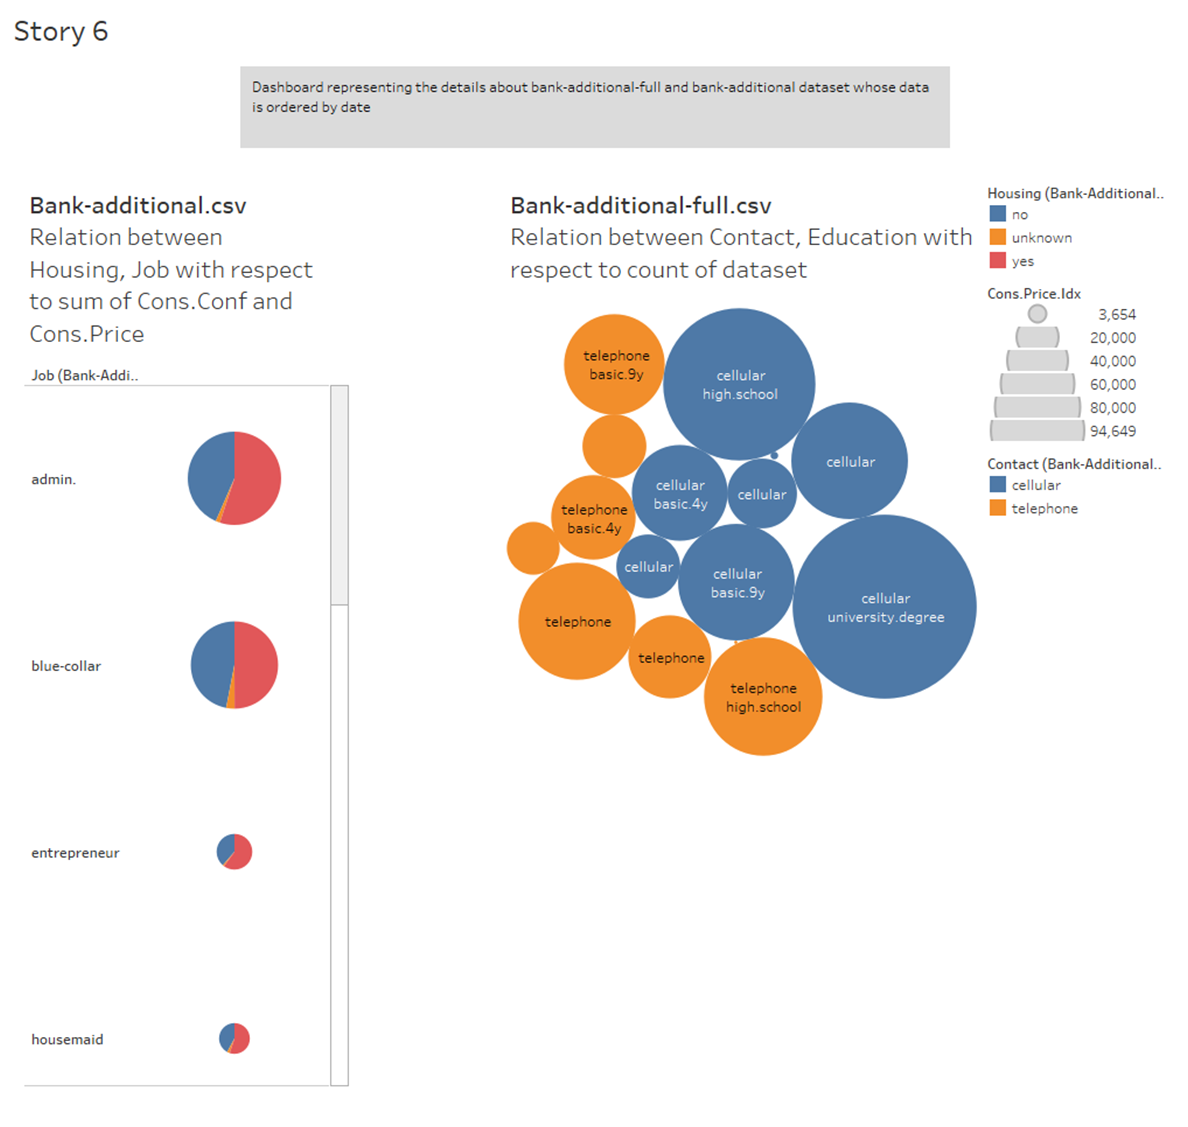 Story 6
Dashboard representing the details about bank-additional-full and bank-additional dataset whose data
is ordered by date
Bank-additional.csv
Relation between
Housing, Job with respect
to sum of Cons.Conf and
Cons.Price
Job (Bank-Addi..
admin.
blue-collar
entrepreneur
housemaid
Bank-additional-full.csv
Relation between Contact, Education with
respect to count of dataset
telephone
basic.9y
cellular
high.school
cellular
cellular
basic.4y
cellular
telephone
basic.4y
cellular
cellular
basic.9y
cellular
university.degree
telephone
telephone
telephone
high.school
Housing (Bank-Additional..
no
unknown
yes
Cons.Price.Idx
3,654
20,000
40,000
60,000
80,000
94,649
Contact (Bank-Additional..
cellular
telephone